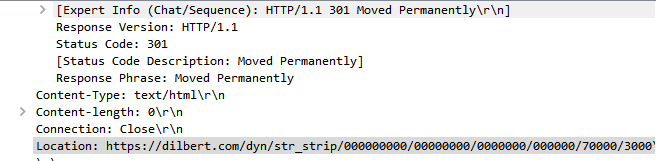 [Expert Info (Chat/Sequence): HTTP/1.1 301 Moved Permanently\r\n]
Response Version: HTTP/1.1
Status Code: 301
[Status Code Description: Moved Permanently]
Response Phrase: Moved Permanently
Content-Type: text/html\r\n
Content-length: 0\r\n
Connection: Close\r\n
Location: https://dilbert.com/dyn/str_strip/000000000/00000000/0000000/000000/70000/3000\